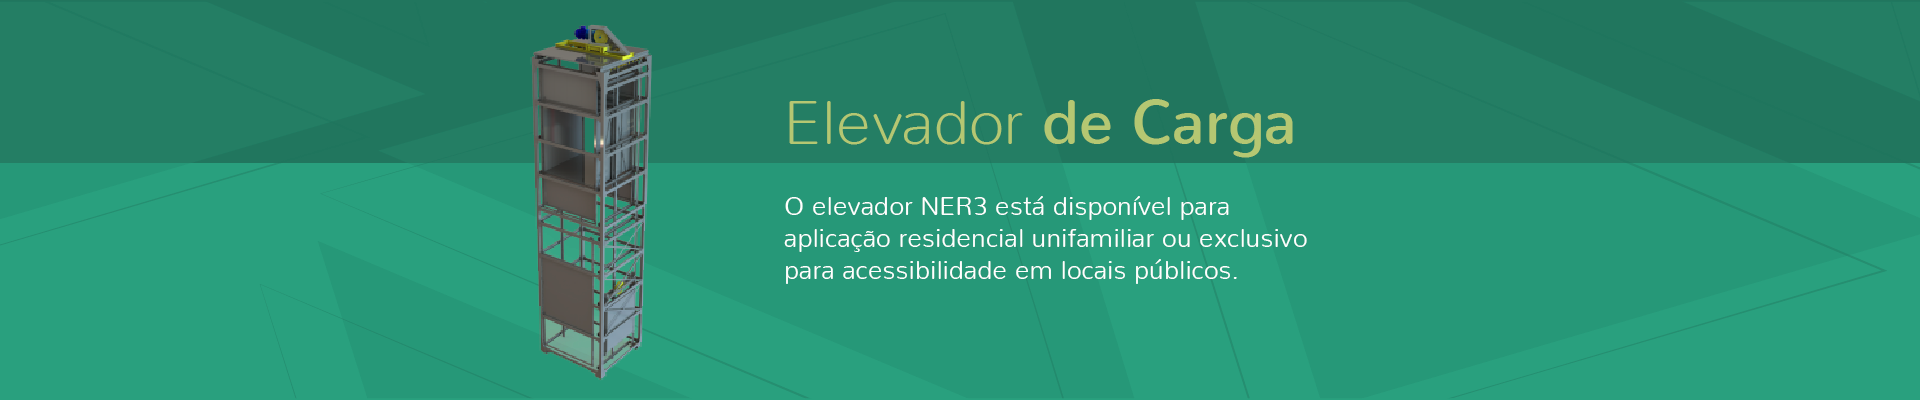 Elevador de Carga
O elevador NER3 está disponível para
aplicação residencial unifamiliar ou exclusivo
para acessibilidade em locais públicos.